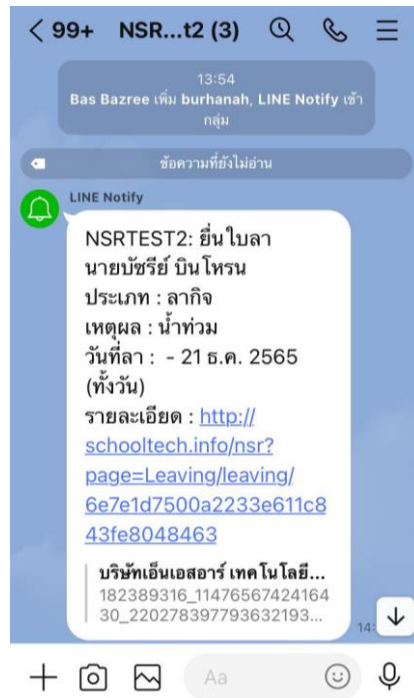 99+ NSR...t2 (3)
13:54
Bas Bazree เพิ่ม burhanah, LINE Notify เข้า
กลุ่ม
ข้อความที่ยังไม่อ่าน
LINE Notify
NSRTEST2: ยื่นใบลา
นายบัซรีย์ บินโหรน
ประเภท : ลากิจ
เหตุผล : น้ำท่วม
วันที่ลา : - 21 ธ.ค. 2565
(ทั้งวัน)
รายละเอียด : http://
schooltech.info/nsr?
page=Leaving/leaving/
6e7e1d7500a2233e611c8
43fe8048463
บริษัทเอ็นเอสอาร์ เทคโนโลยี...
182389316_11476567424164
30_220278397793632193...
Aa